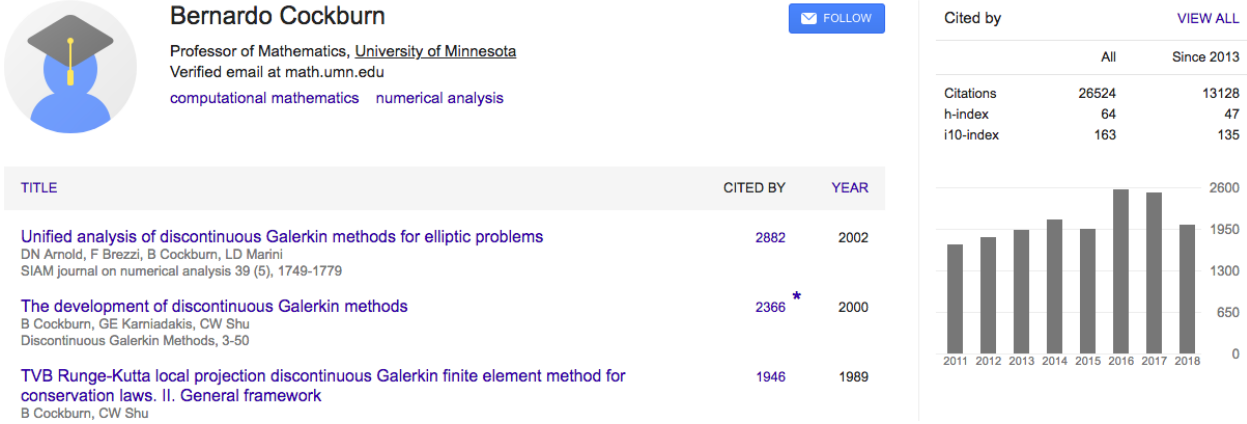 Bernardo Cockburn
FOLLOW
Professor of Mathematics, University of Minnesota
Verified email at math.umn.edu
computational mathematics numerical analysis
TITLE CITED BY YEAR
Unified analysis of discontinuous Galerkin methods for elliptic problems 2882 2002
DN Arnold, F Brezzi, B Cockburn, LD Marini
SIAM journal on numerical analysis 39 (5), 1749-1779
The development of discontinuous Galerkin methods 2366 * 2000
B Cockburn, GE Karniadakis, CW Shu
Discontinuous Galerkin Methods, 3-50
TVB Runge-Kutta local projection discontinuous Galerkin finite element method for 1946 1989
conservation laws. II. General framework
B Cockburn, CW Shu
Cited by VIEW ALL
All Since 2013
Citations 26524 13128
h-index 64 47
i10-index 163 135
2600
1950
1300
650
0
2011 2012 2013 2014 2015 2016 2017 2018